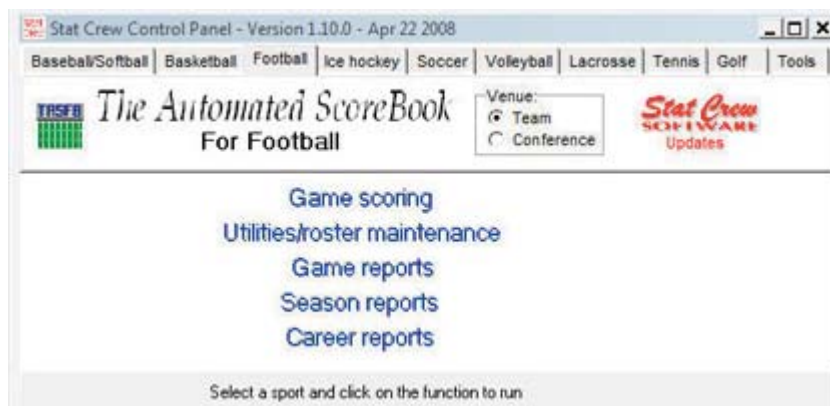 Stat Crew Control Panel - Version 1.10.0 - Apr 22 2008
Baseball/Softball Basketball Football Ice hockey Soccer Volleyball Lacrosse Tennis Golf Tools
TASFB The Automated ScoreBook
For Football
Venue:
Team
Conference
Stat Crew
SOFTWARE
Updates
Game scoring
Utilities/roster maintenance
Game reports
Season reports
Career reports
Select a sport and click on the function to run